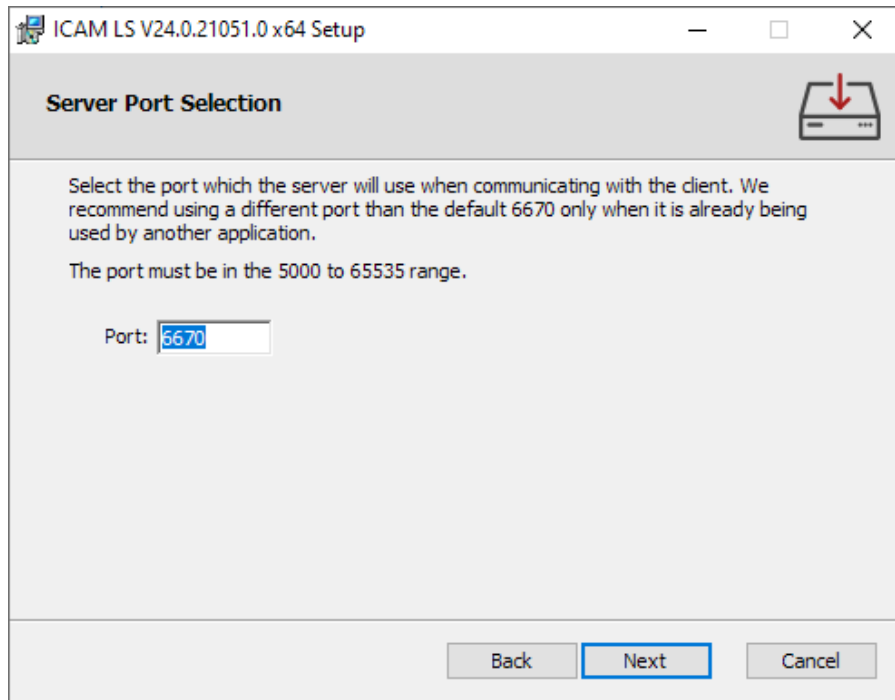 ICAM LS V24.0.21051.0 x64 Setup
Server Port Selection
Select the port which the server will use when communicating with the client. We
recommend using a different port than the default 6670 only when it is already being
used by another application.
The port must be in the 5000 to 65535 range.
Port: 6670
Back Next Cancel